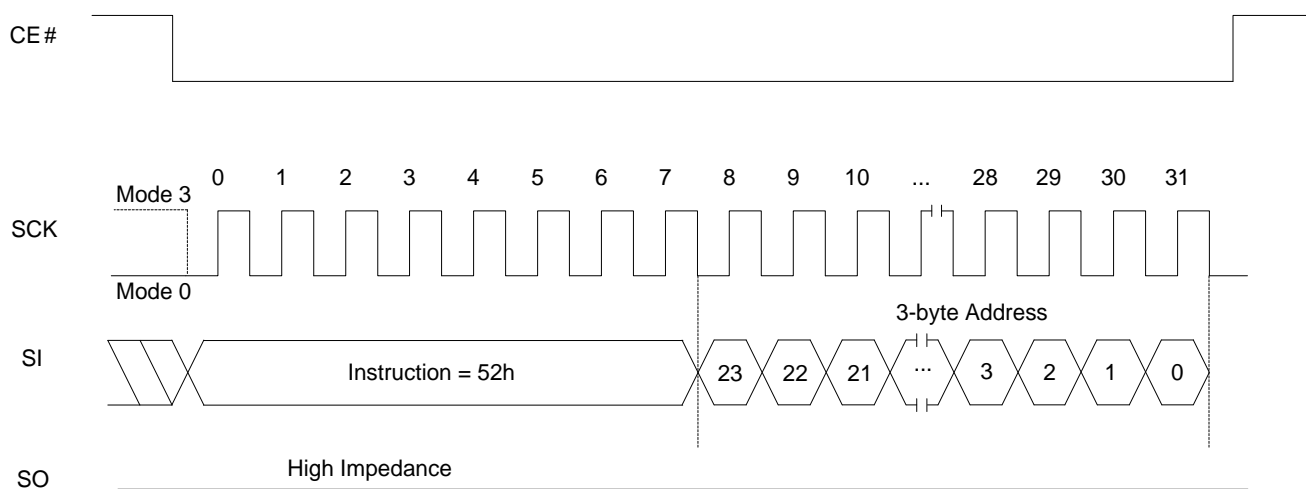 CE#
0 1 2 3 4 5 6 7 8 9 10 ... 28 29 30 31
Mode 3
SCK
Mode 0
3-byte Address
SI
Instruction = 52h
23 22 21 ... 3 2 1 0
High Impedance
SO